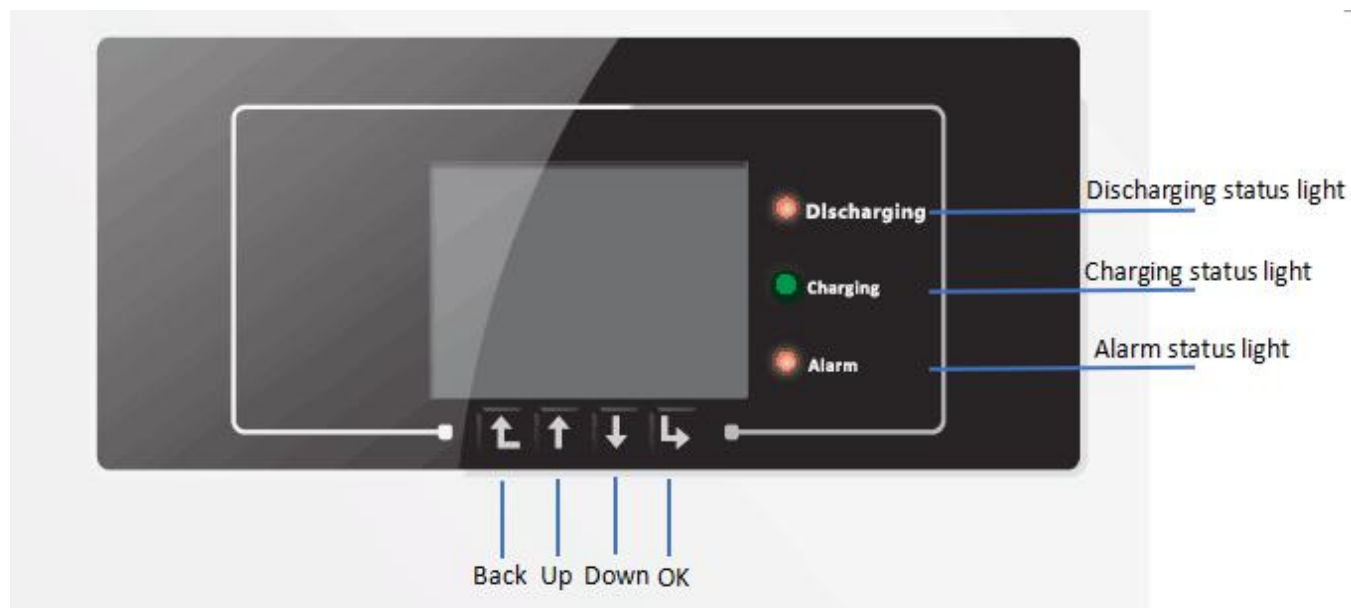 Discharging
Discharging status light
Charging
Charging status light
Alarm
Alarm status light
Back Up Down OK